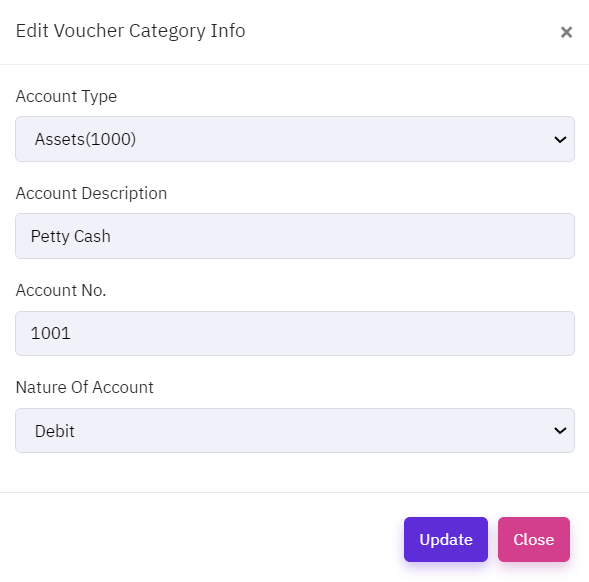 Edit Voucher Category Info ×
Account Type
Assets(1000)
Account Description
Petty Cash
Account No.
1001
Nature Of Account
Debit
Update Close